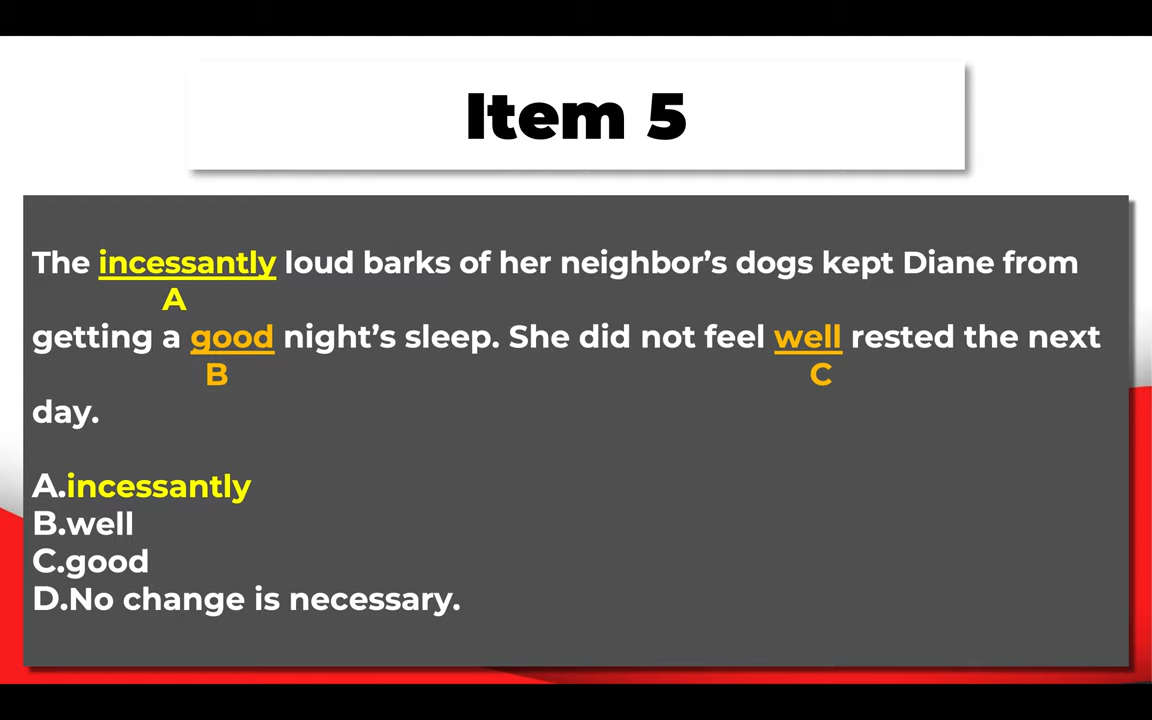 Item 5
The incessantly loud barks of her neighbor’s dogs kept Diane from
A
getting a good night’s sleep. She did not feel well rested the next
B C
day.
A.incessantly
B.well
C.good
D.No change is necessary.